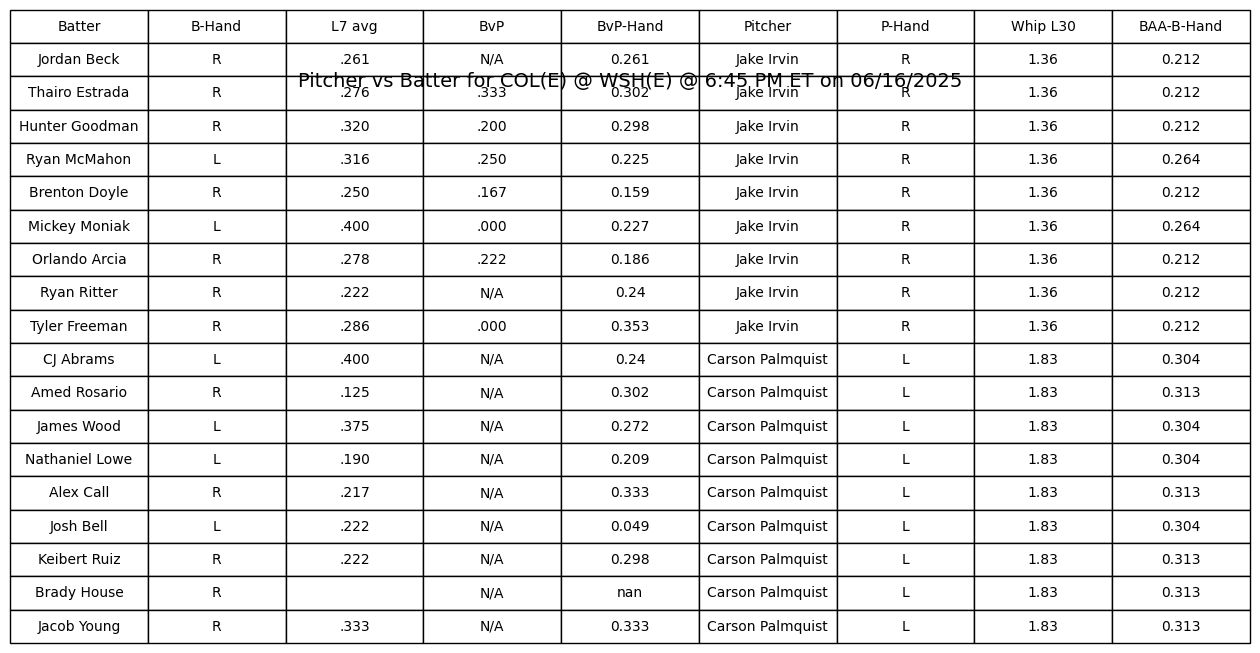 Batter B-Hand L7 avg BvP BvP-Hand Pitcher P-Hand Whip L30 BAA-B-Hand
Jordan Beck R .261 N/A 0.261 Jake Irvin R 1.36 0.212
Pitcher vs Batter for COL(E) @ WSH(E) @ 6:45 PM ET on 06/16/2025
Thairo Estrada R .276 .333 0.302 Jake Irvin R 1.36 0.212
Hunter Goodman R .320 .200 0.298 Jake Irvin R 1.36 0.212
Ryan McMahon L .316 .250 0.225 Jake Irvin R 1.36 0.264
Brenton Doyle R .250 .167 0.159 Jake Irvin R 1.36 0.212
Mickey Moniak L .400 .000 0.227 Jake Irvin R 1.36 0.264
Orlando Arcia R .278 .222 0.186 Jake Irvin R 1.36 0.212
Ryan Ritter R .222 N/A 0.24 Jake Irvin R 1.36 0.212
Tyler Freeman R .286 .000 0.353 Jake Irvin R 1.36 0.212
CJ Abrams L .400 N/A 0.24 Carson Palmquist L 1.83 0.304
Amed Rosario R .125 N/A 0.302 Carson Palmquist L 1.83 0.313
James Wood L .375 N/A 0.272 Carson Palmquist L 1.83 0.304
Nathaniel Lowe L .190 N/A 0.209 Carson Palmquist L 1.83 0.304
Alex Call R .217 N/A 0.333 Carson Palmquist L 1.83 0.313
Josh Bell L .222 N/A 0.049 Carson Palmquist L 1.83 0.304
Keibert Ruiz R .222 N/A 0.298 Carson Palmquist L 1.83 0.313
Brady House R N/A nan Carson Palmquist L 1.83 0.313
Jacob Young R .333 N/A 0.333 Carson Palmquist L 1.83 0.313